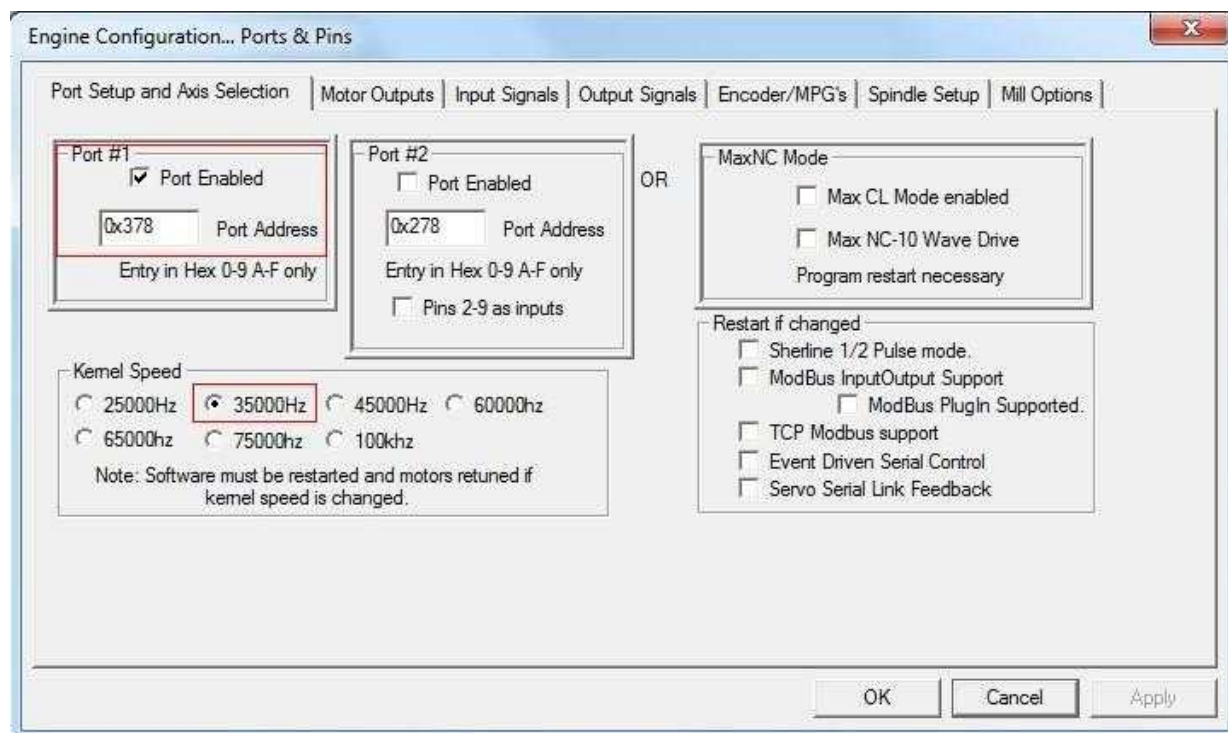 Engine Configuration... Ports & Pins
Port Setup and Axis Selection
Motor Outputs
Input Signals
Output Signals
Encoder/MPG's
Spindle Setup
Mill Options
Port #1
Port Enabled
0x378 Port Address
Entry in Hex 0-9 A-F only
Port #2
Port Enabled
0x278 Port Address
Entry in Hex 0-9 A-F only
Pins 2-9 as inputs
OR
MaxNC Mode
Max CL Mode enabled
Max NC-10 Wave Drive
Program restart necessary
Kernel Speed
25000Hz 35000Hz 45000Hz 60000hz
65000hz 75000hz 100khz
Note: Software must be restarted and motors retuned if
kernel speed is changed.
Restart if changed
Sherline 1/2 Pulse mode.
ModBus InputOutput Support
ModBus PlugIn Supported.
TCP Modbus support
Event Driven Serial Control
Servo Serial Link Feedback
OK
Cancel
Apply